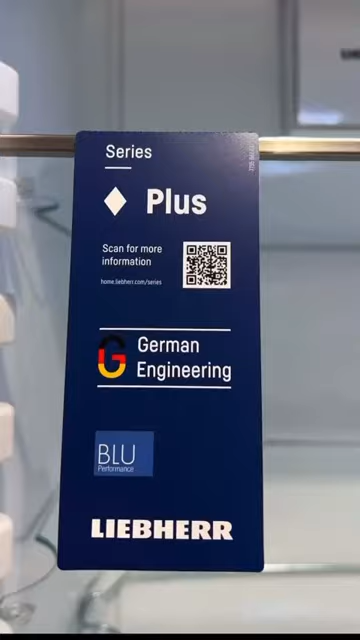 Series
Plus
Scan for more
information
home.liebherr.com/series
German
Engineering
BLU
Performance
LIEBHERR